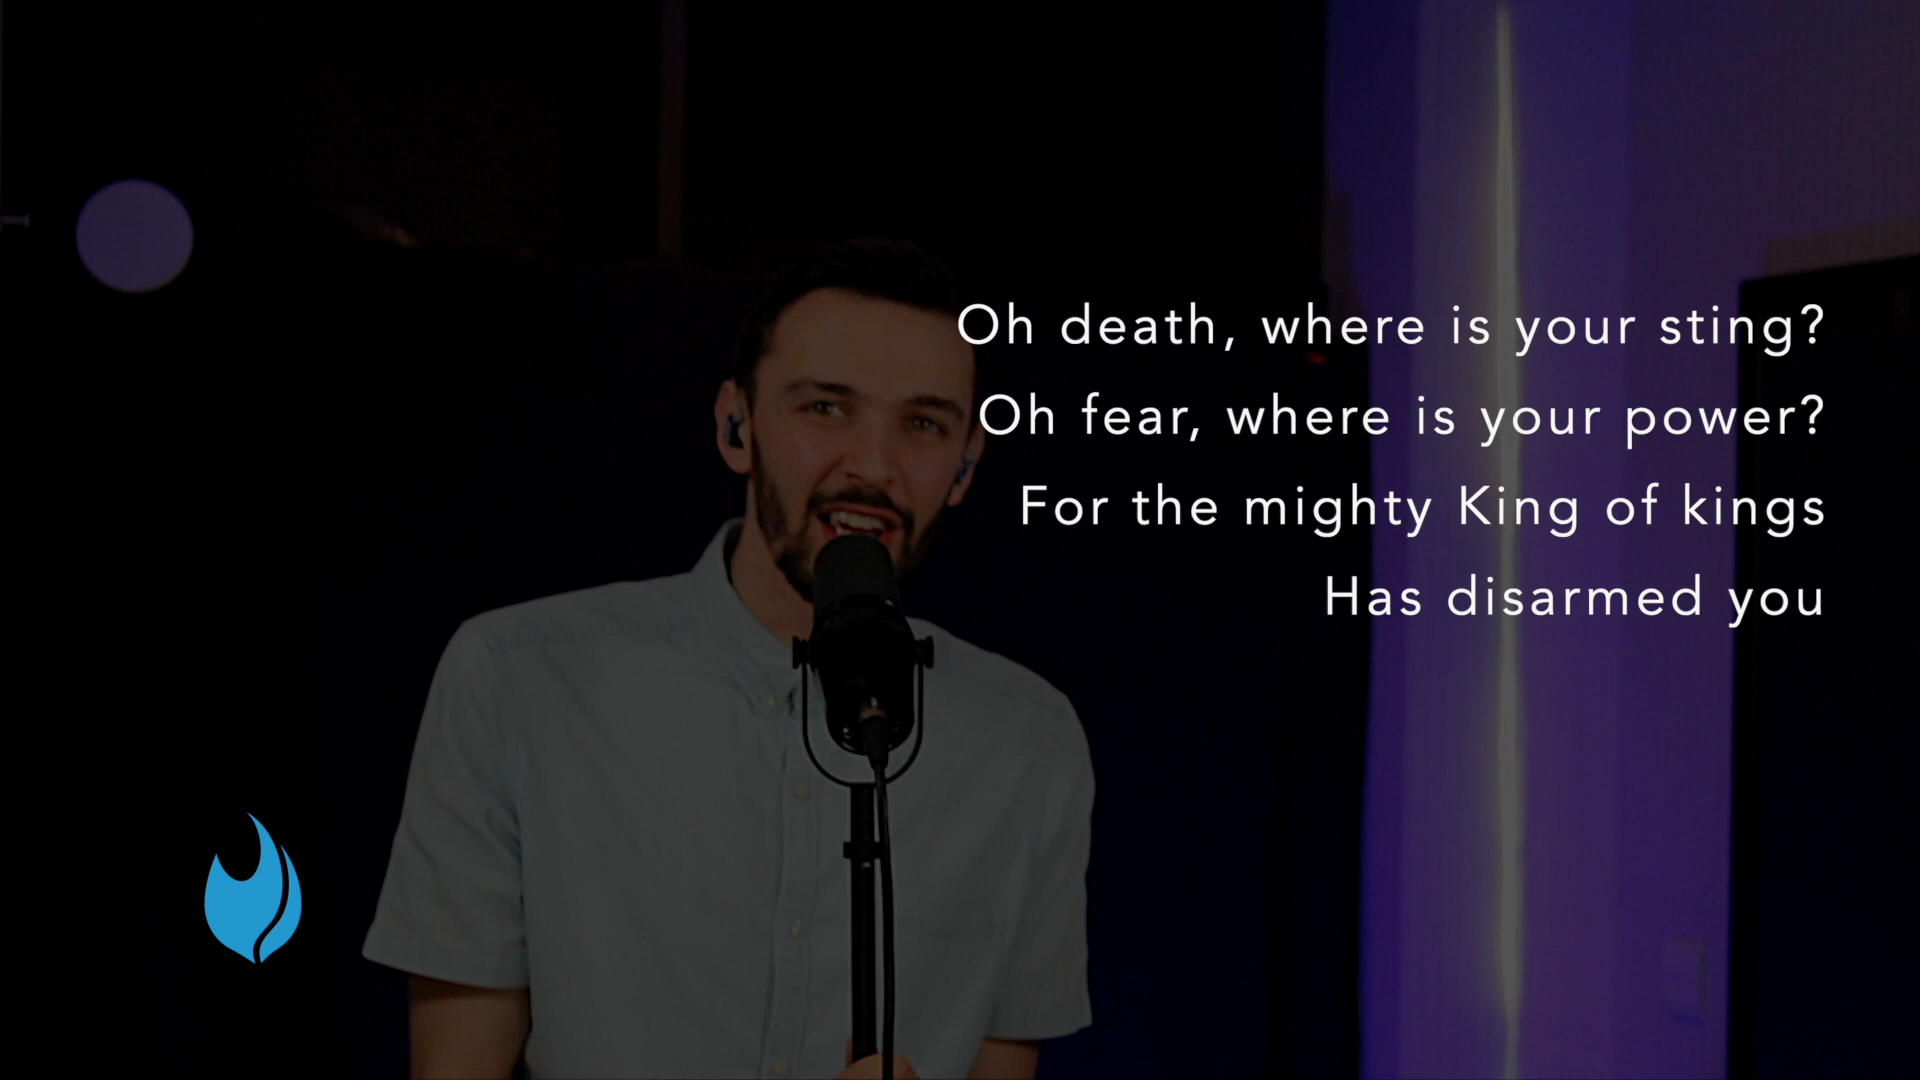 Oh death, where is your sting?
Oh fear, where is your power?
For the mighty King of kings
Has disarmed you